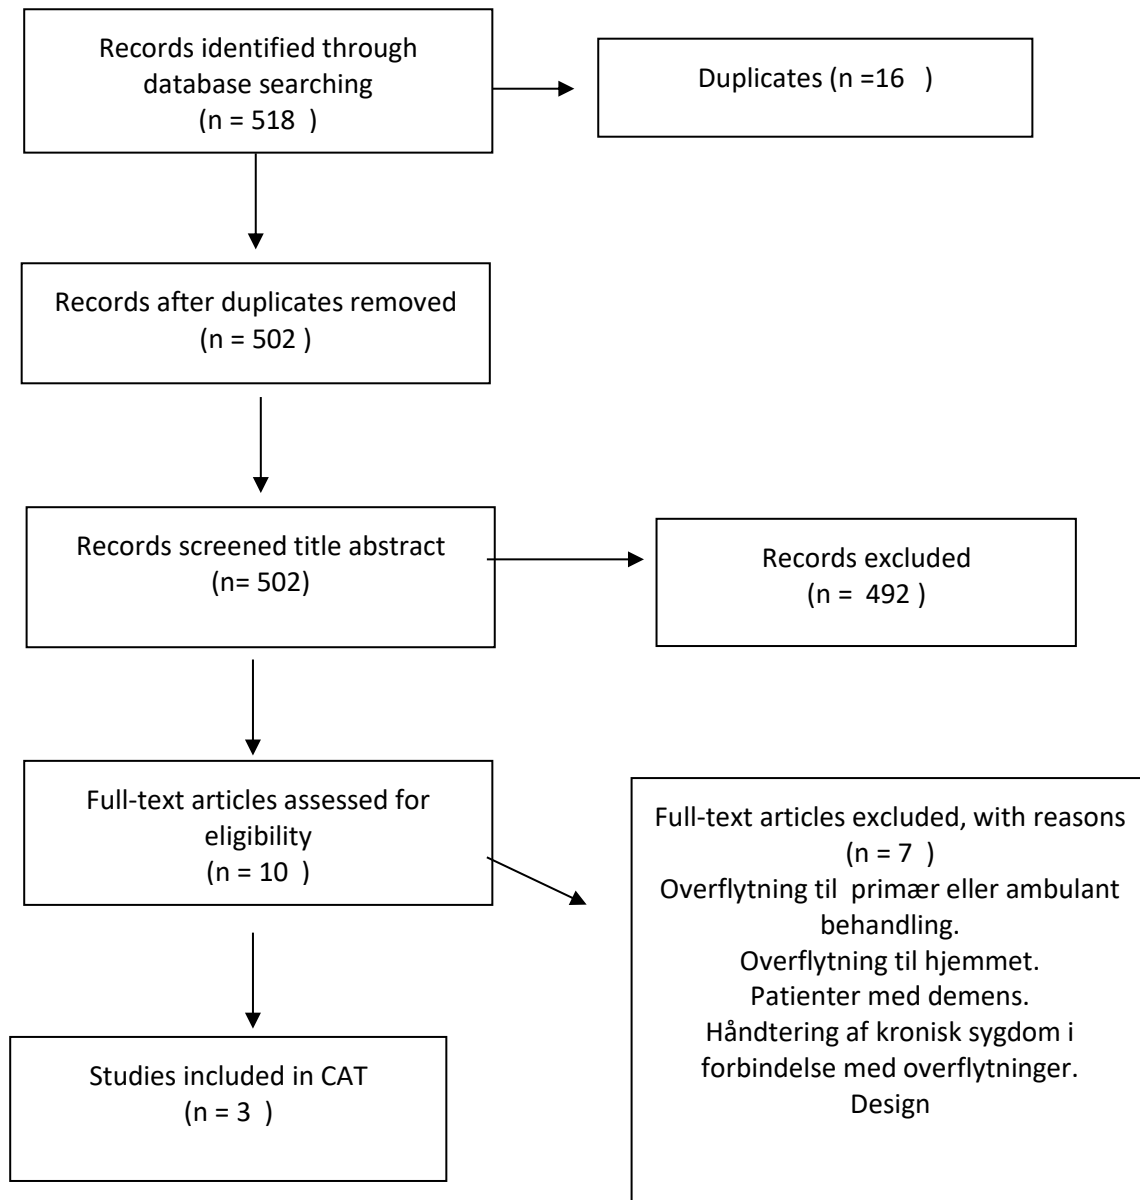 Records identified through
database searching
(n = 518  )
Duplicates (n =16   )
Records after duplicates removed
(n = 502 )
Records screened title abstract
(n= 502)
Records excluded
(n =  492 )
Full-text articles assessed for
eligibility
(n = 10  )
Full-text articles excluded, with reasons
(n = 7  )
Overflytning til  primær eller ambulant
behandling.
Overflytning til hjemmet.
Patienter med demens.
Håndtering af kronisk sygdom i
forbindelse med overflytninger.
Design
Studies included in CAT
(n = 3  )